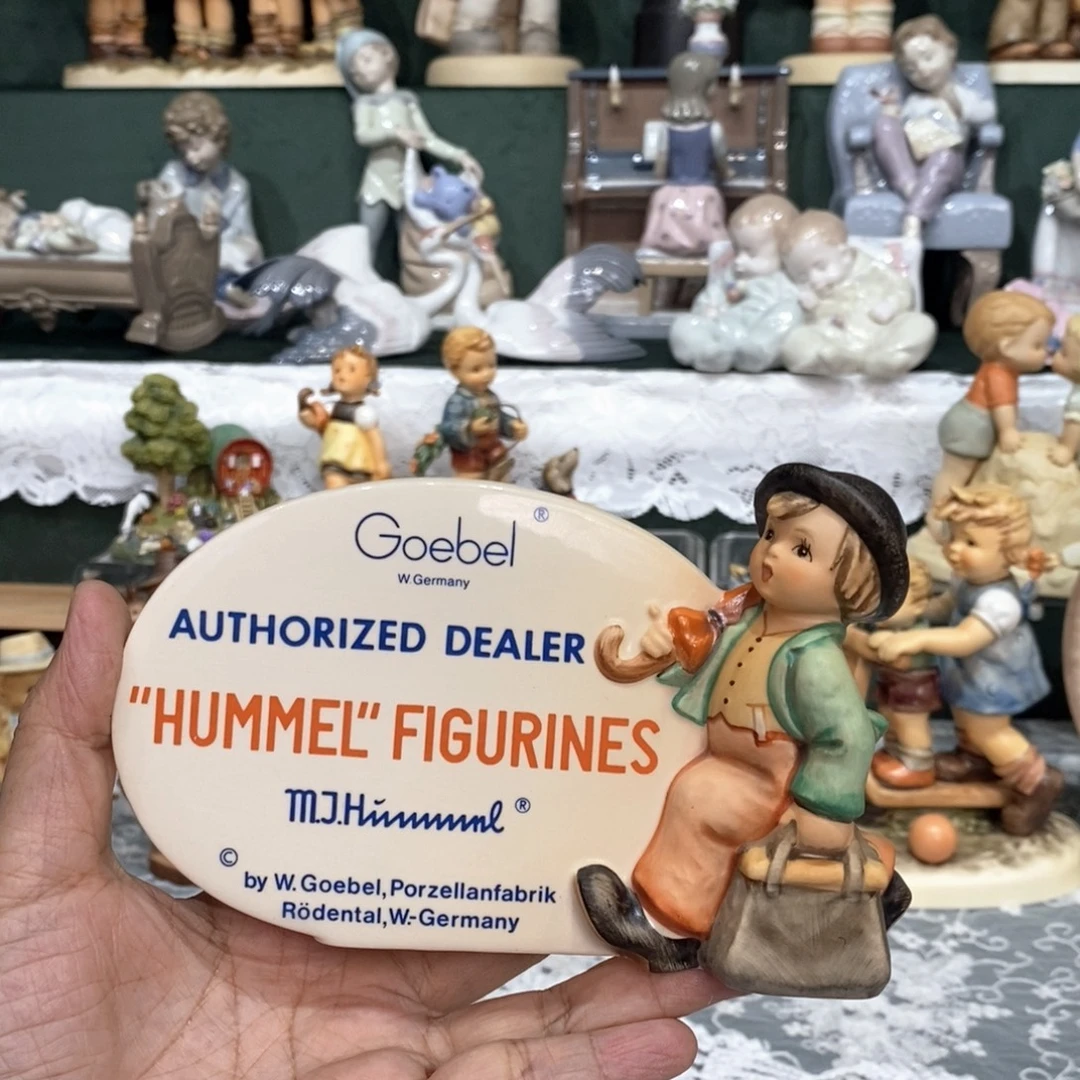 Goebel ®
W.Germany
AUTHORIZED DEALER
"HUMMEL" FIGURINES
M.J.Hummel ®
©
by W. Goebel, Porzellanfabrik
Rödental, W.-Germany